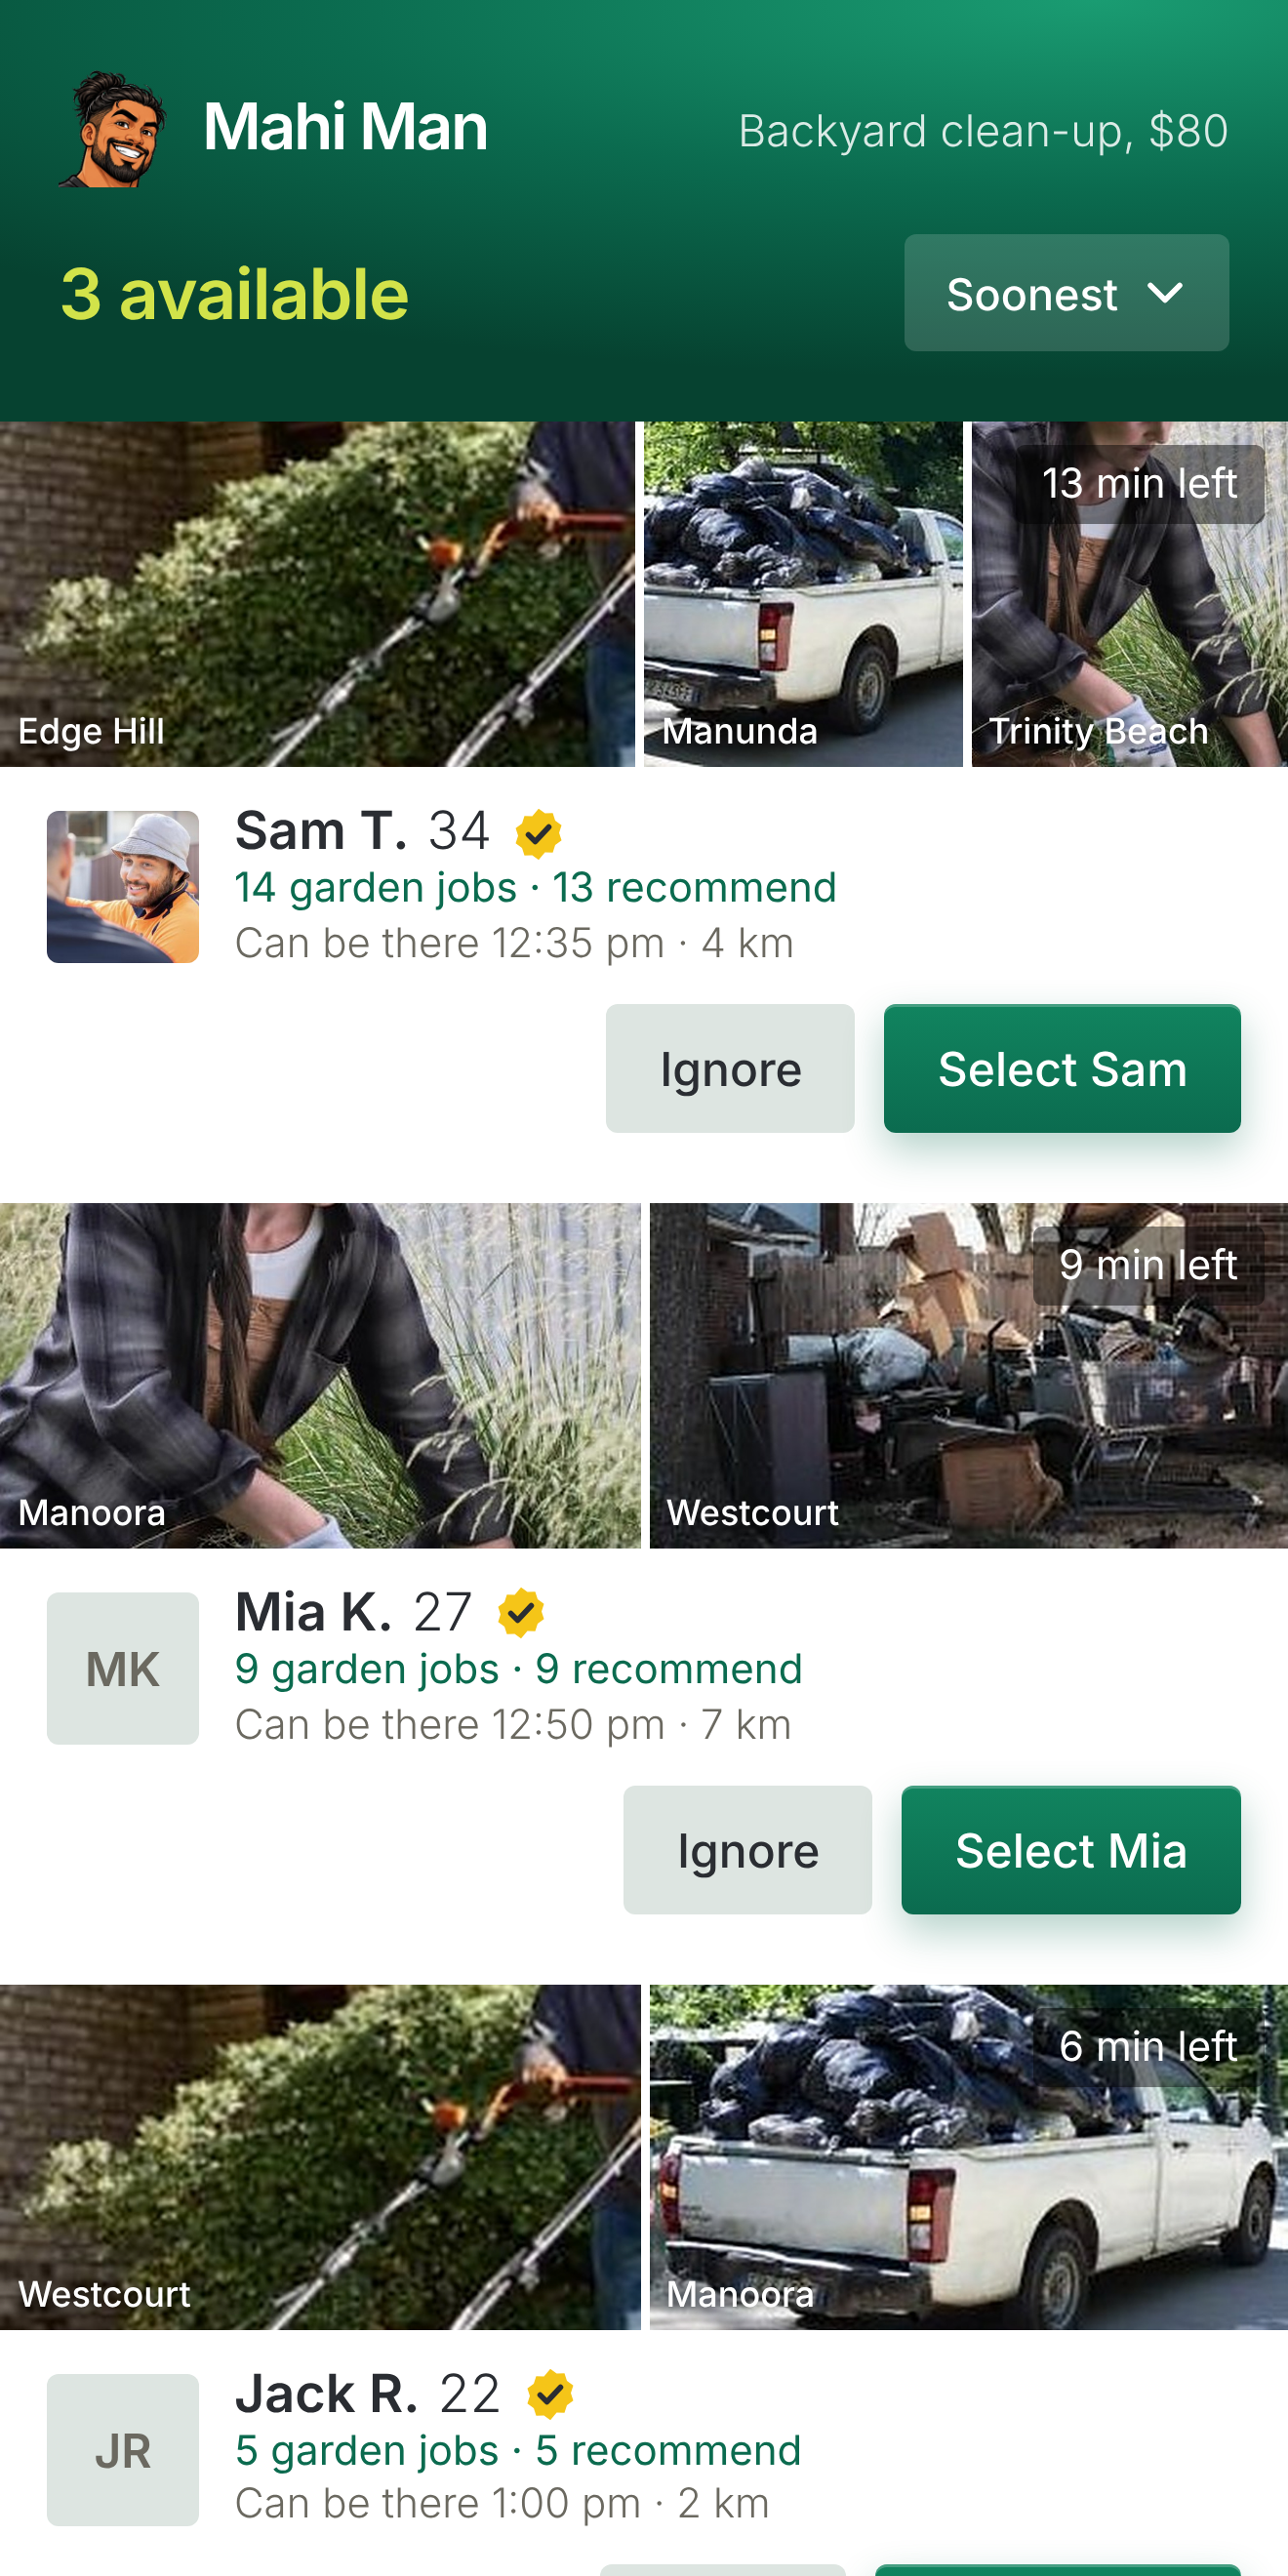 Mahi Man
Backyard clean-up, $80
3 available
Soonest
13 min left
Edge Hill
Manunda
Trinity Beach
Sam T. 34
14 garden jobs · 13 recommend
Can be there 12:35 pm · 4 km
Ignore
Select Sam
9 min left
Manoora
Westcourt
MK
Mia K. 27
9 garden jobs · 9 recommend
Can be there 12:50 pm · 7 km
Ignore
Select Mia
6 min left
Westcourt
Manoora
JR
Jack R. 22
5 garden jobs · 5 recommend
Can be there 1:00 pm · 2 km